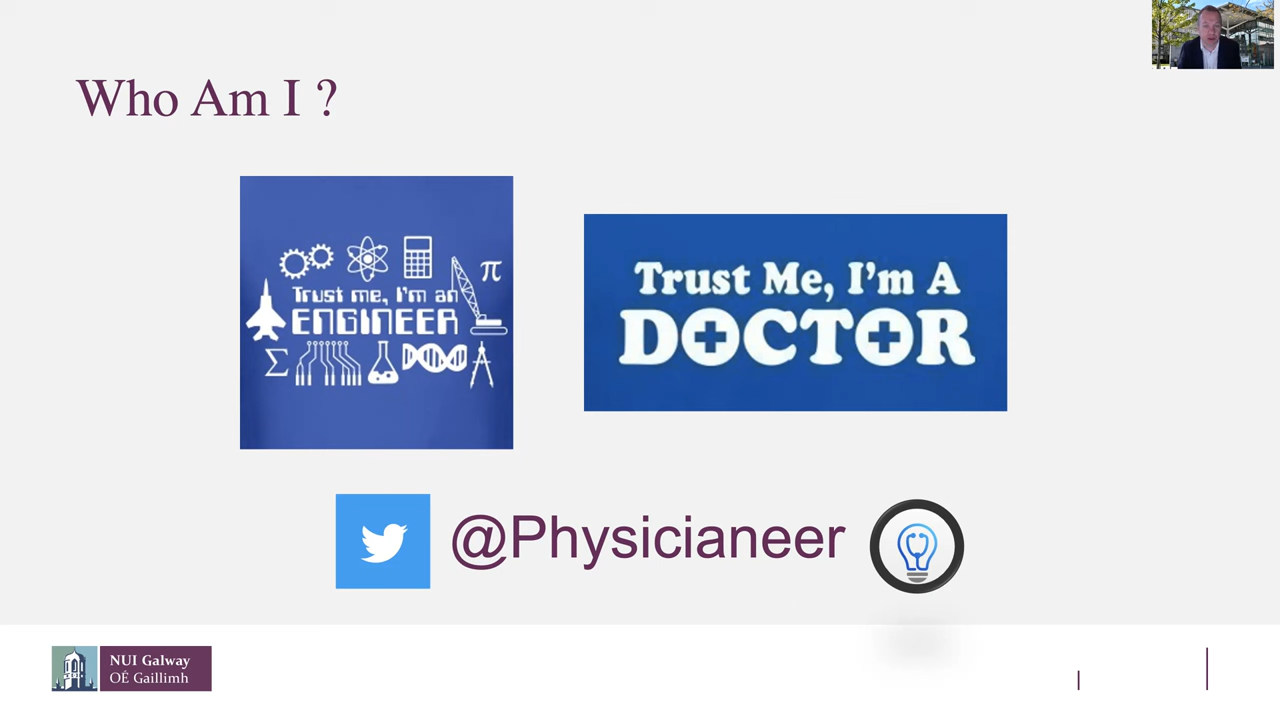 Who Am I ?
π
Trust me, I'm an
ENGINEER
Σ
Trust Me, I'm A
DOCTOR
@Physicianeer
NUI Galway
OÉ Gaillimh